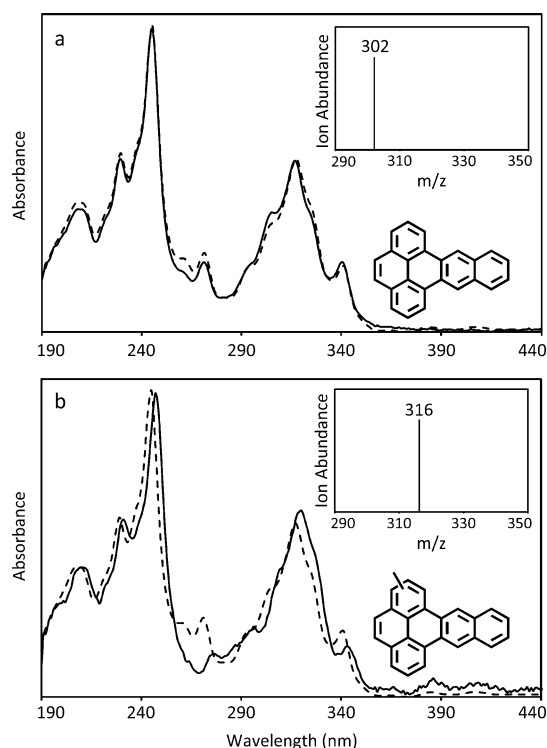 a
Absorbance
Ion Abundance
302
290 310 330 350
m/z
190 240 290 340 390 440
b
Absorbance
Ion Abundance
316
290 310 330 350
m/z
190 240 290 340 390 440
Wavelength (nm)